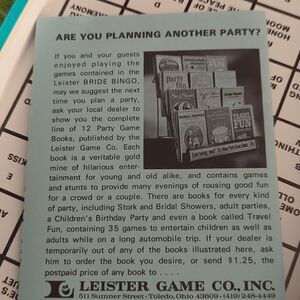 ARE YOU PLANNING ANOTHER PARTY?
If you and your guests
enjoyed playing the
games contained in the
Leister BRIDE BINGO,
may we suggest the next
time you plan a party,
ask your local dealer to
show you the complete
line of 12 Party Game
Books, published by the
Leister Game Co. Each
book is a veritable gold
mine of hilarious enter-
tainment for young and old alike, and contains games
and stunts to provide many evenings of rousing good fun
for a crowd or a couple. There are books for every kind
of party, including Stork and Bridal Showers, adult parties,
a Children's Birthday Party and even a book called Travel
Fun, containing 35 games to entertain children as well as
adults while on a long automobile trip. If your dealer is
temporarily out of any of the books illustrated here, ask
him to order the book you desire, or send $1.25, the
postpaid price of any book to . . . .
LEISTER GAME CO., INC.
511 Sumner Street · Toledo, Ohio 43609 · (419) 248-4449
party fun
FUN
PEACE OF